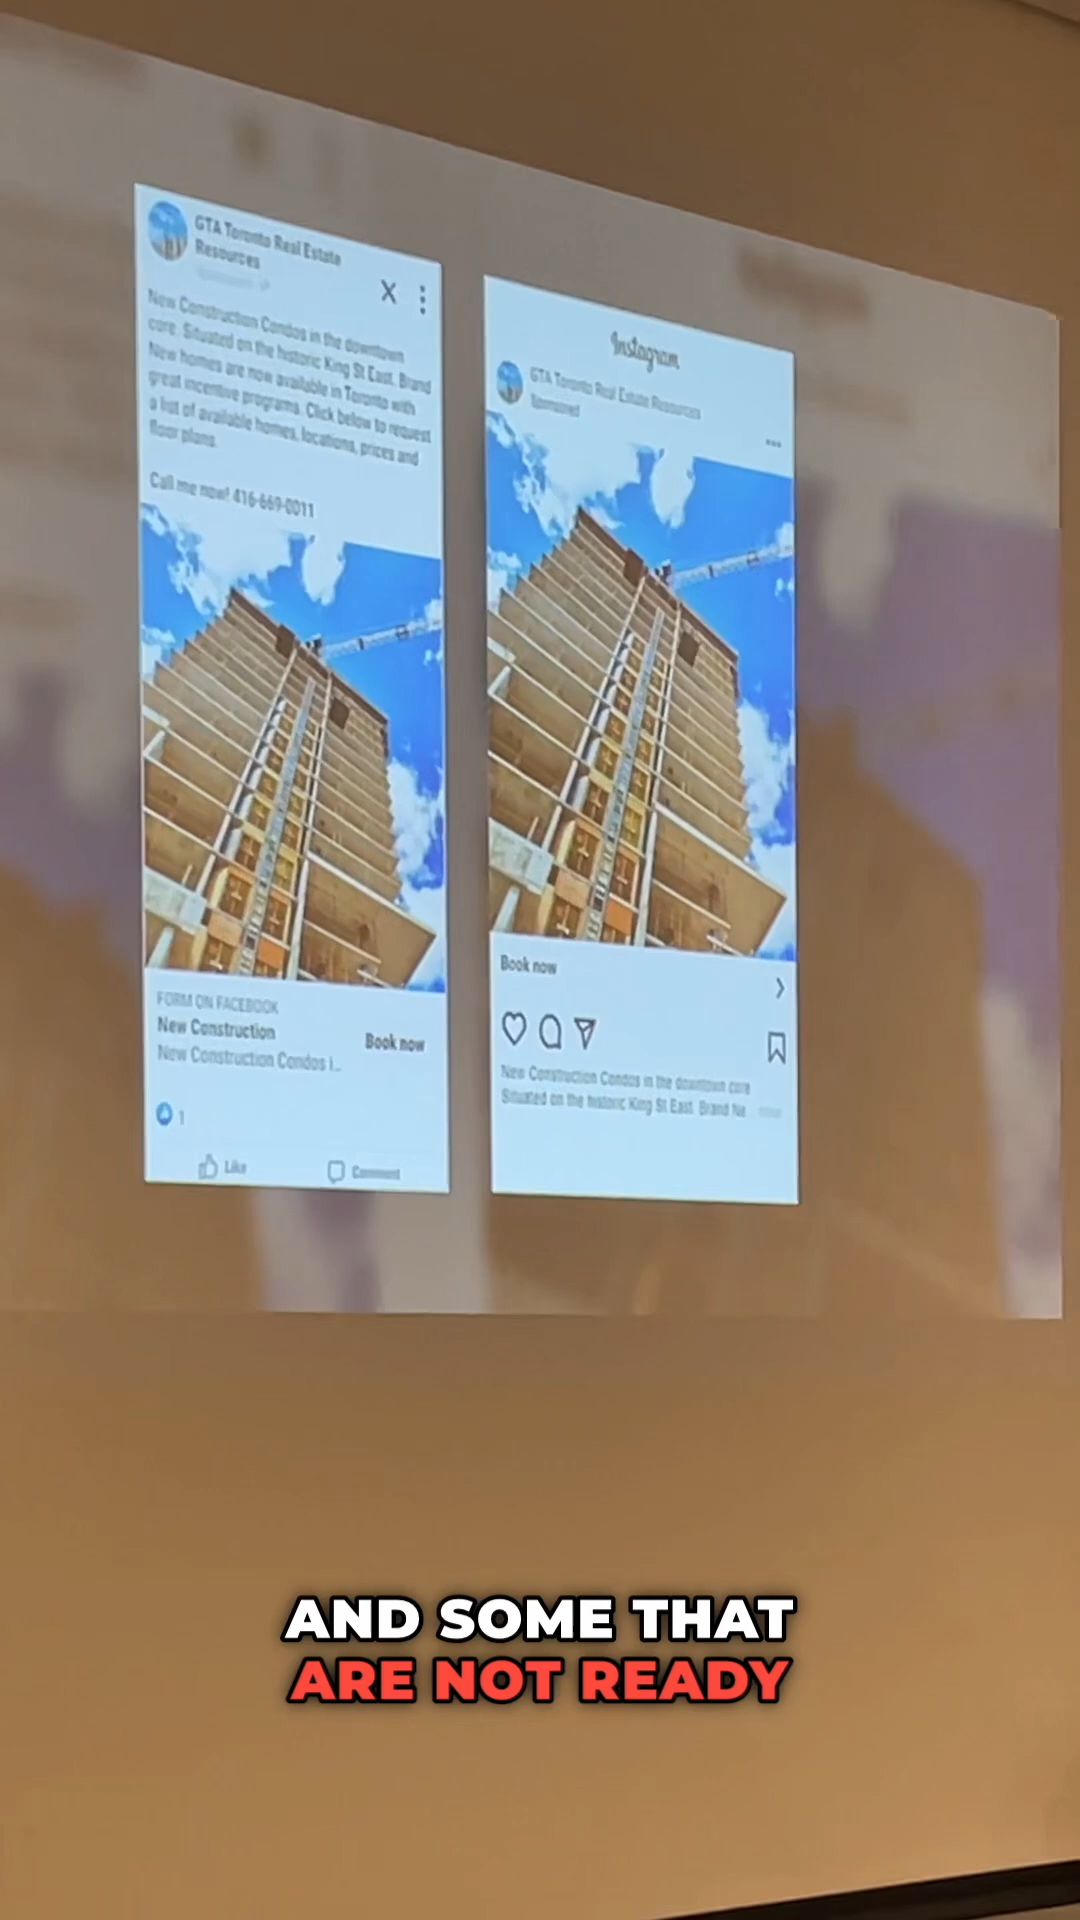 GTA Toronto Real Estate
Resources
New Construction Condos in the downtown
core. Situated on the historic King St East. Brand
New homes are now available in Toronto with
great incentive programs. Click below to request
a list of available homes, locations, prices and
floor plans.
Call me now! 416-669-0011
FORM ON FACEBOOK
New Construction
New Construction Condos i...
Book now
1
Like
Comment
Instagram
GTA Toronto Real Estate Resources
Sponsored
Book now
New Construction Condos in the downtown core
Situated on the historic King St East. Brand Ne
AND SOME THAT
ARE NOT READY